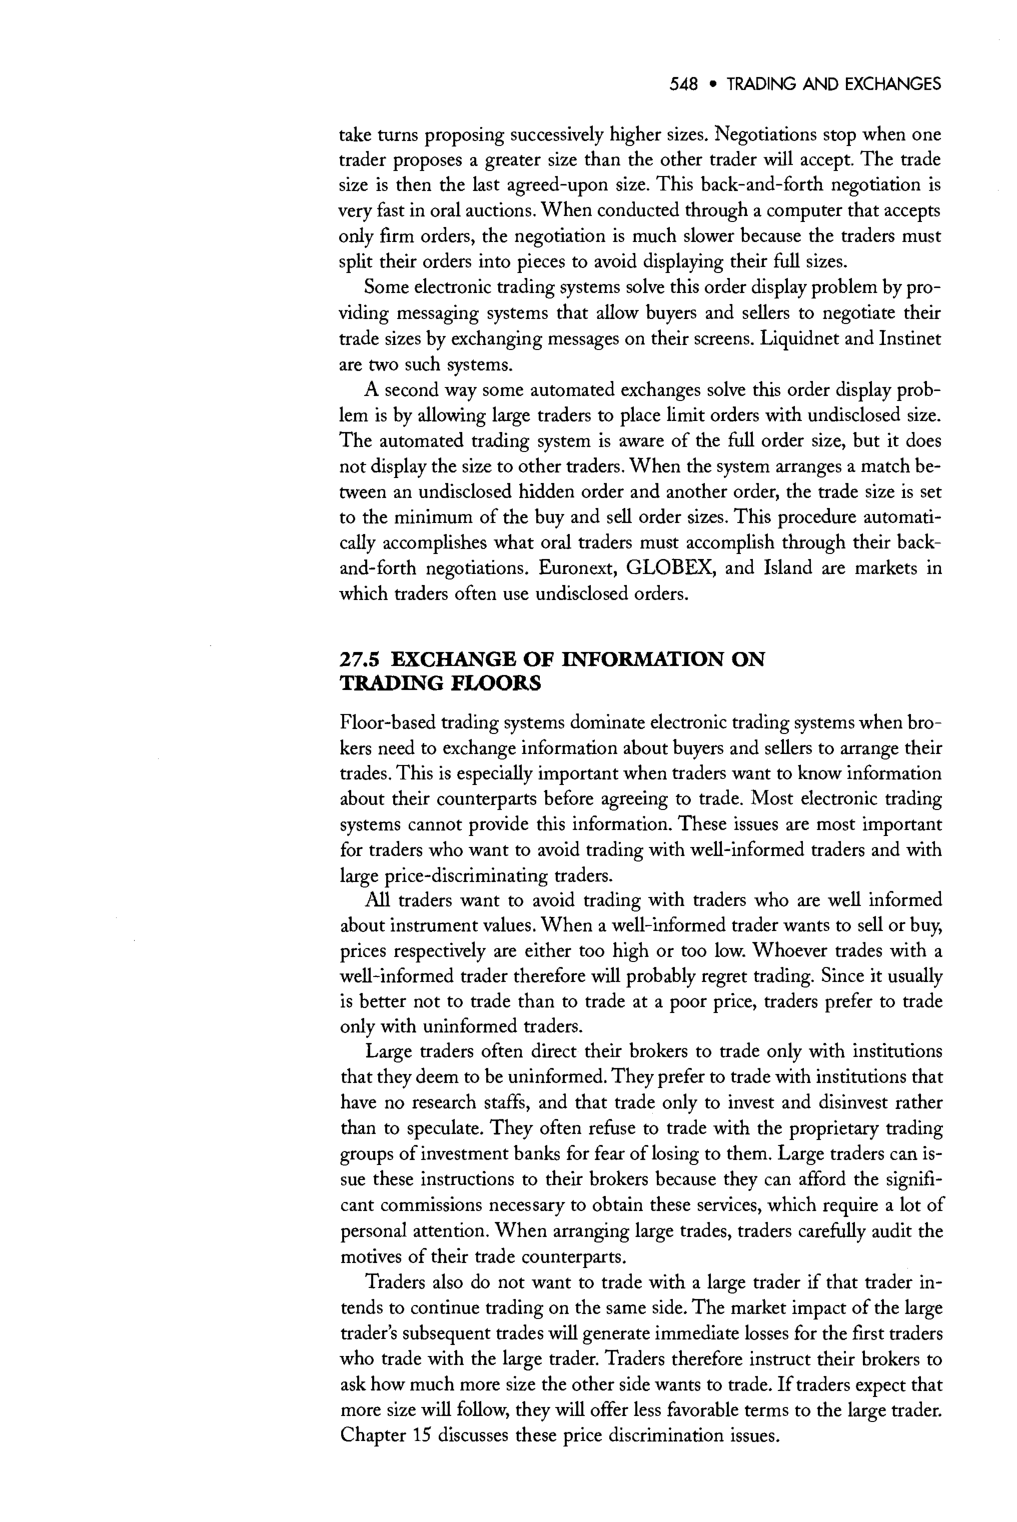 548 • TRADING AND EXCHANGES
take turns proposing successively higher sizes. Negotiations stop when one
trader proposes a greater size than the other trader will accept. The trade
size is then the last agreed-upon size. This back-and-forth negotiation is
very fast in oral auctions. When conducted through a computer that accepts
only firm orders, the negotiation is much slower because the traders must
split their orders into pieces to avoid displaying their full sizes.
Some electronic trading systems solve this order display problem by pro-
viding messaging systems that allow buyers and sellers to negotiate their
trade sizes by exchanging messages on their screens. Liquidnet and Instinet
are two such systems.
A second way some automated exchanges solve this order display prob-
lem is by allowing large traders to place limit orders with undisclosed size.
The automated trading system is aware of the full order size, but it does
not display the size to other traders. When the system arranges a match be-
tween an undisclosed hidden order and another order, the trade size is set
to the minimum of the buy and sell order sizes. This procedure automati-
cally accomplishes what oral traders must accomplish through their back-
and-forth negotiations. Euronext, GLOBEX, and Island are markets in
which traders often use undisclosed orders.
27.5 EXCHANGE OF INFORMATION ON
TRADING FLOORS
Floor-based trading systems dominate electronic trading systems when bro-
kers need to exchange information about buyers and sellers to arrange their
trades. This is especially important when traders want to know information
about their counterparts before agreeing to trade. Most electronic trading
systems cannot provide this information. These issues are most important
for traders who want to avoid trading with well-informed traders and with
large price-discriminating traders.
All traders want to avoid trading with traders who are well informed
about instrument values. When a well-informed trader wants to sell or buy,
prices respectively are either too high or too low. Whoever trades with a
well-informed trader therefore will probably regret trading. Since it usually
is better not to trade than to trade at a poor price, traders prefer to trade
only with uninformed traders.
Large traders often direct their brokers to trade only with institutions
that they deem to be uninformed. They prefer to trade with institutions that
have no research staffs, and that trade only to invest and disinvest rather
than to speculate. They often refuse to trade with the proprietary trading
groups of investment banks for fear of losing to them. Large traders can is-
sue these instructions to their brokers because they can afford the signifi-
cant commissions necessary to obtain these services, which require a lot of
personal attention. When arranging large trades, traders carefully audit the
motives of their trade counterparts.
Traders also do not want to trade with a large trader if that trader in-
tends to continue trading on the same side. The market impact of the large
trader's subsequent trades will generate immediate losses for the first traders
who trade with the large trader. Traders therefore instruct their brokers to
ask how much more size the other side wants to trade. If traders expect that
more size will follow, they will offer less favorable terms to the large trader.
Chapter 15 discusses these price discrimination issues.